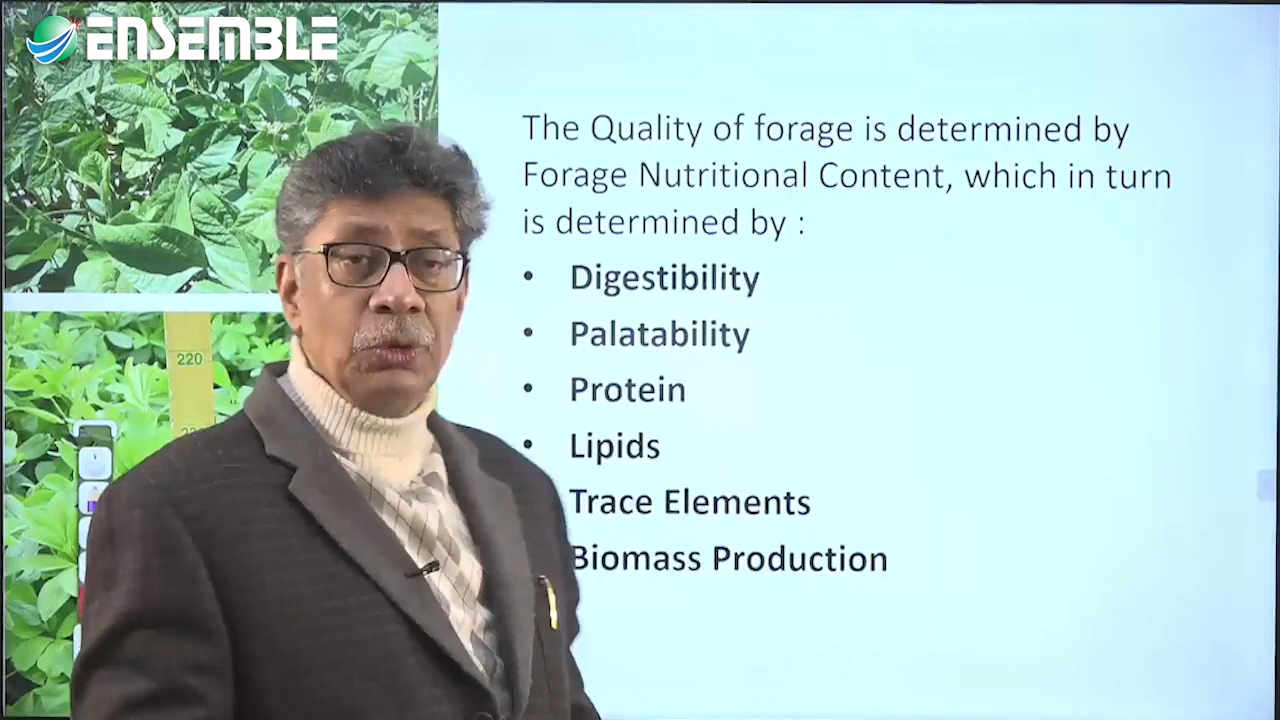 ENSEMBLE
The Quality of forage is determined by
Forage Nutritional Content, which in turn
is determined by :
• Digestibility
• Palatability
• Protein
• Lipids
Trace Elements
Biomass Production
220